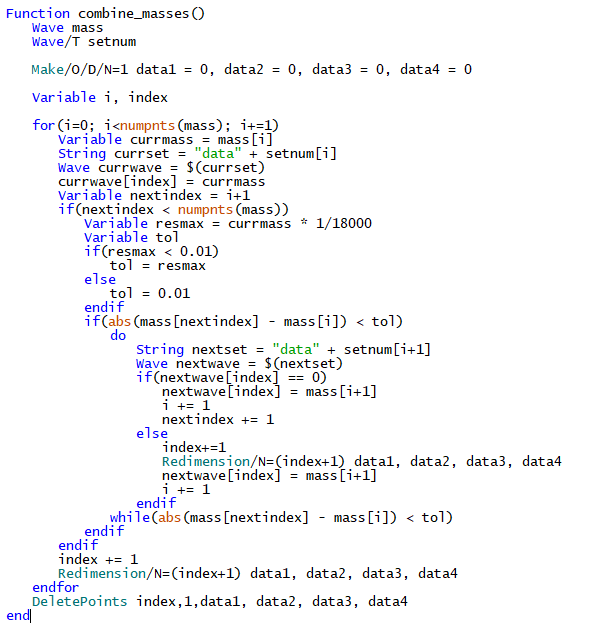 Function combine_masses()
Wave mass
Wave/T setnum
Make/O/D/N=1 data1 = 0, data2 = 0, data3 = 0, data4 = 0
Variable i, index
for(i=0; i<numpnts(mass); i+=1)
Variable currmass = mass[i]
String currset = "data" + setnum[i]
Wave currwave = $(currset)
currwave[index] = currmass
Variable nextindex = i+1
if(nextindex < numpnts(mass))
Variable resmax = currmass * 1/18000
Variable tol
if(resmax < 0.01)
tol = resmax
else
tol = 0.01
endif
if(abs(mass[nextindex] - mass[i]) < tol)
do
String nextset = "data" + setnum[i+1]
Wave nextwave = $(nextset)
if(nextwave[index] == 0)
nextwave[index] = mass[i+1]
i += 1
nextindex += 1
else
index+=1
Redimension/N=(index+1) data1, data2, data3, data4
nextwave[index] = mass[i+1]
i += 1
endif
while(abs(mass[nextindex] - mass[i]) < tol)
endif
endif
index += 1
Redimension/N=(index+1) data1, data2, data3, data4
endfor
DeletePoints index,1,data1, data2, data3, data4
end